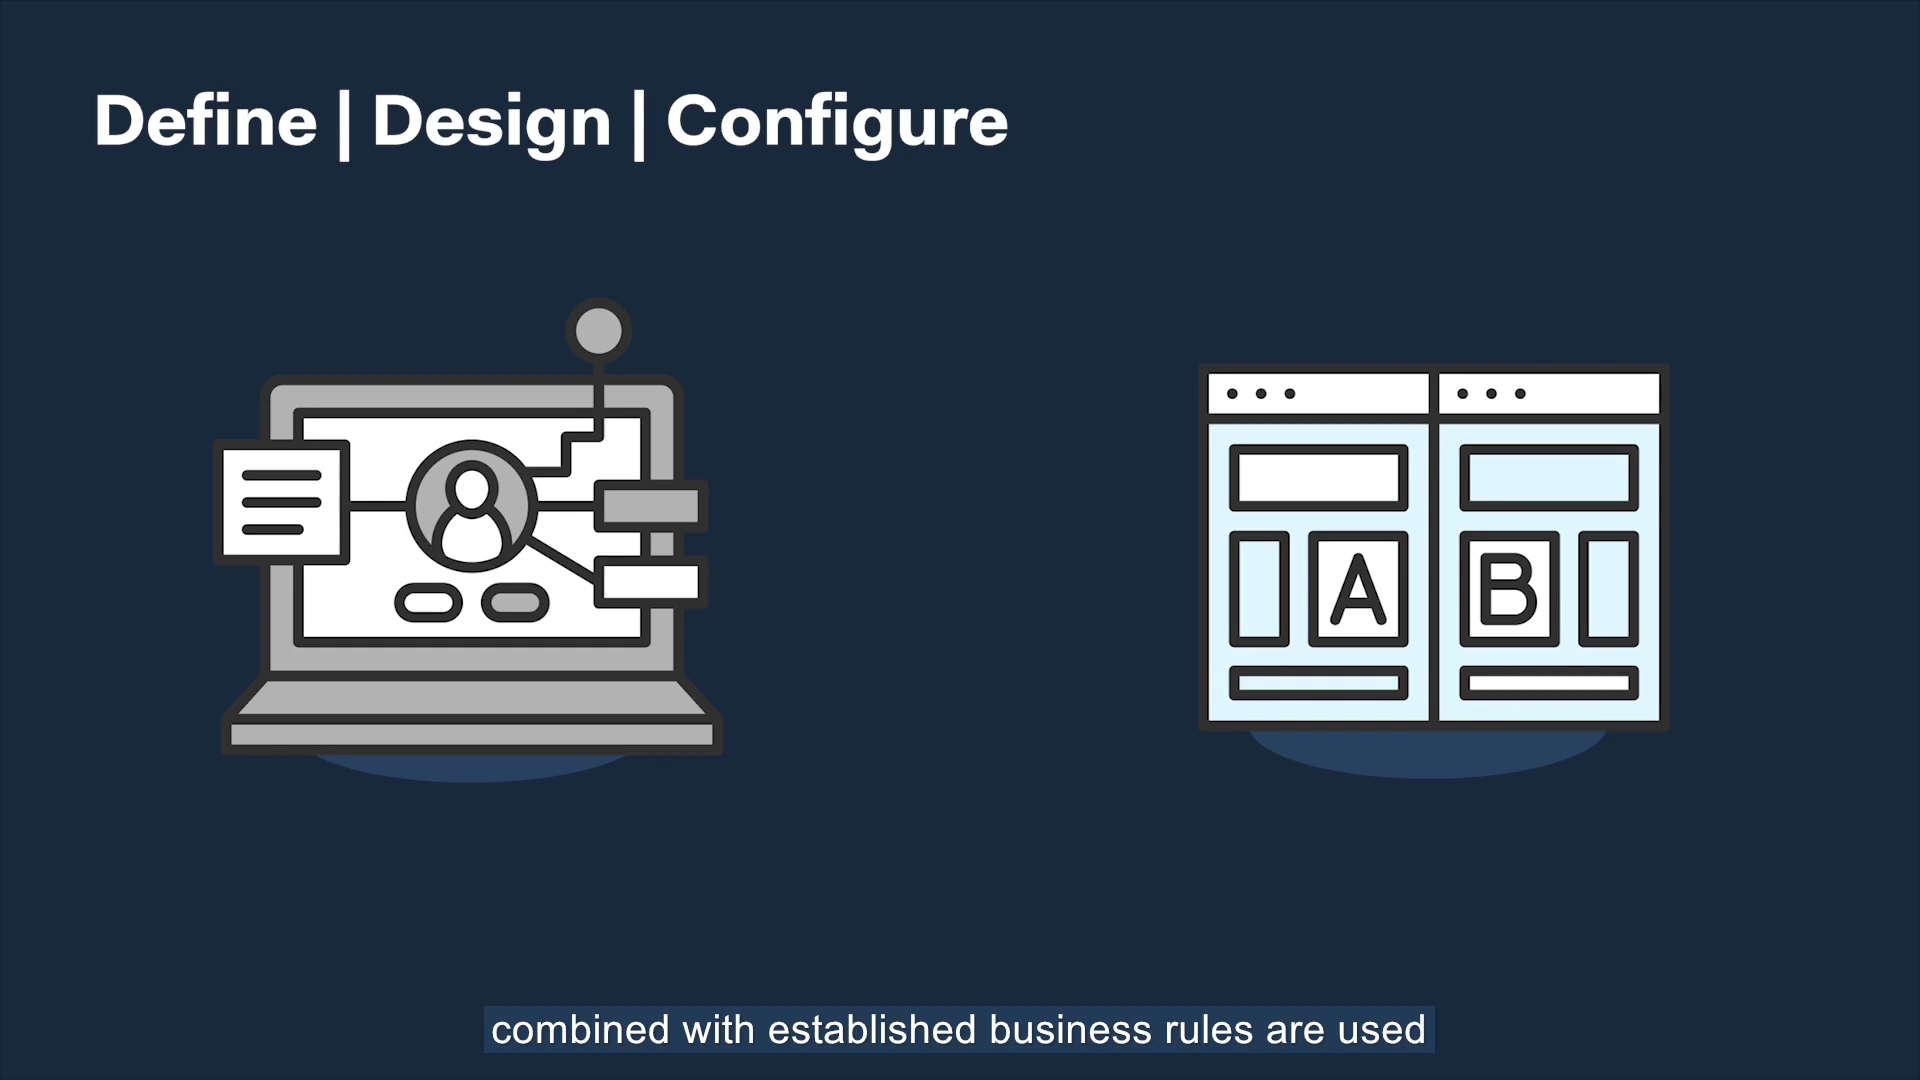 Define | Design | Configure
A B
combined with established business rules are used